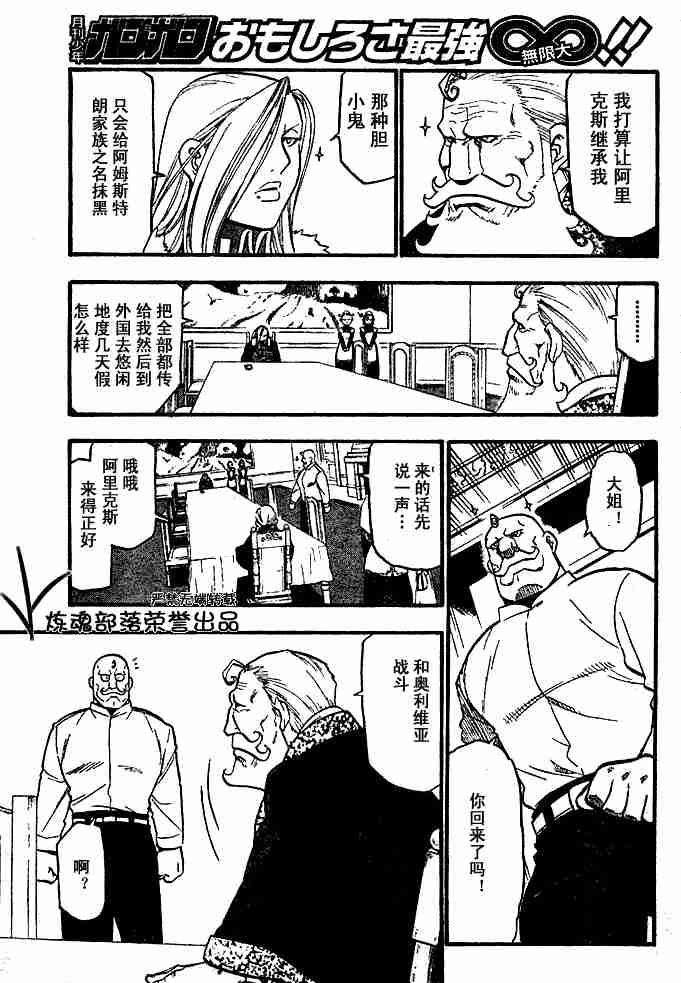 月刊少年
ガンガン
おもしろさ最強
無限大
!!
我打算让阿里
克斯继承我
那种胆
小鬼
只会给阿姆斯特
朗家族之名抹黑
…………
把全部都传
给我然后到
外国去悠闲
地度几天假
怎么样
大姐！
你回来了吗！
来的话先
说一声…
哦哦
阿里克斯
来得正好
严禁无端转载
炼魂部落荣誉出品
和奥利维亚
战斗
啊？